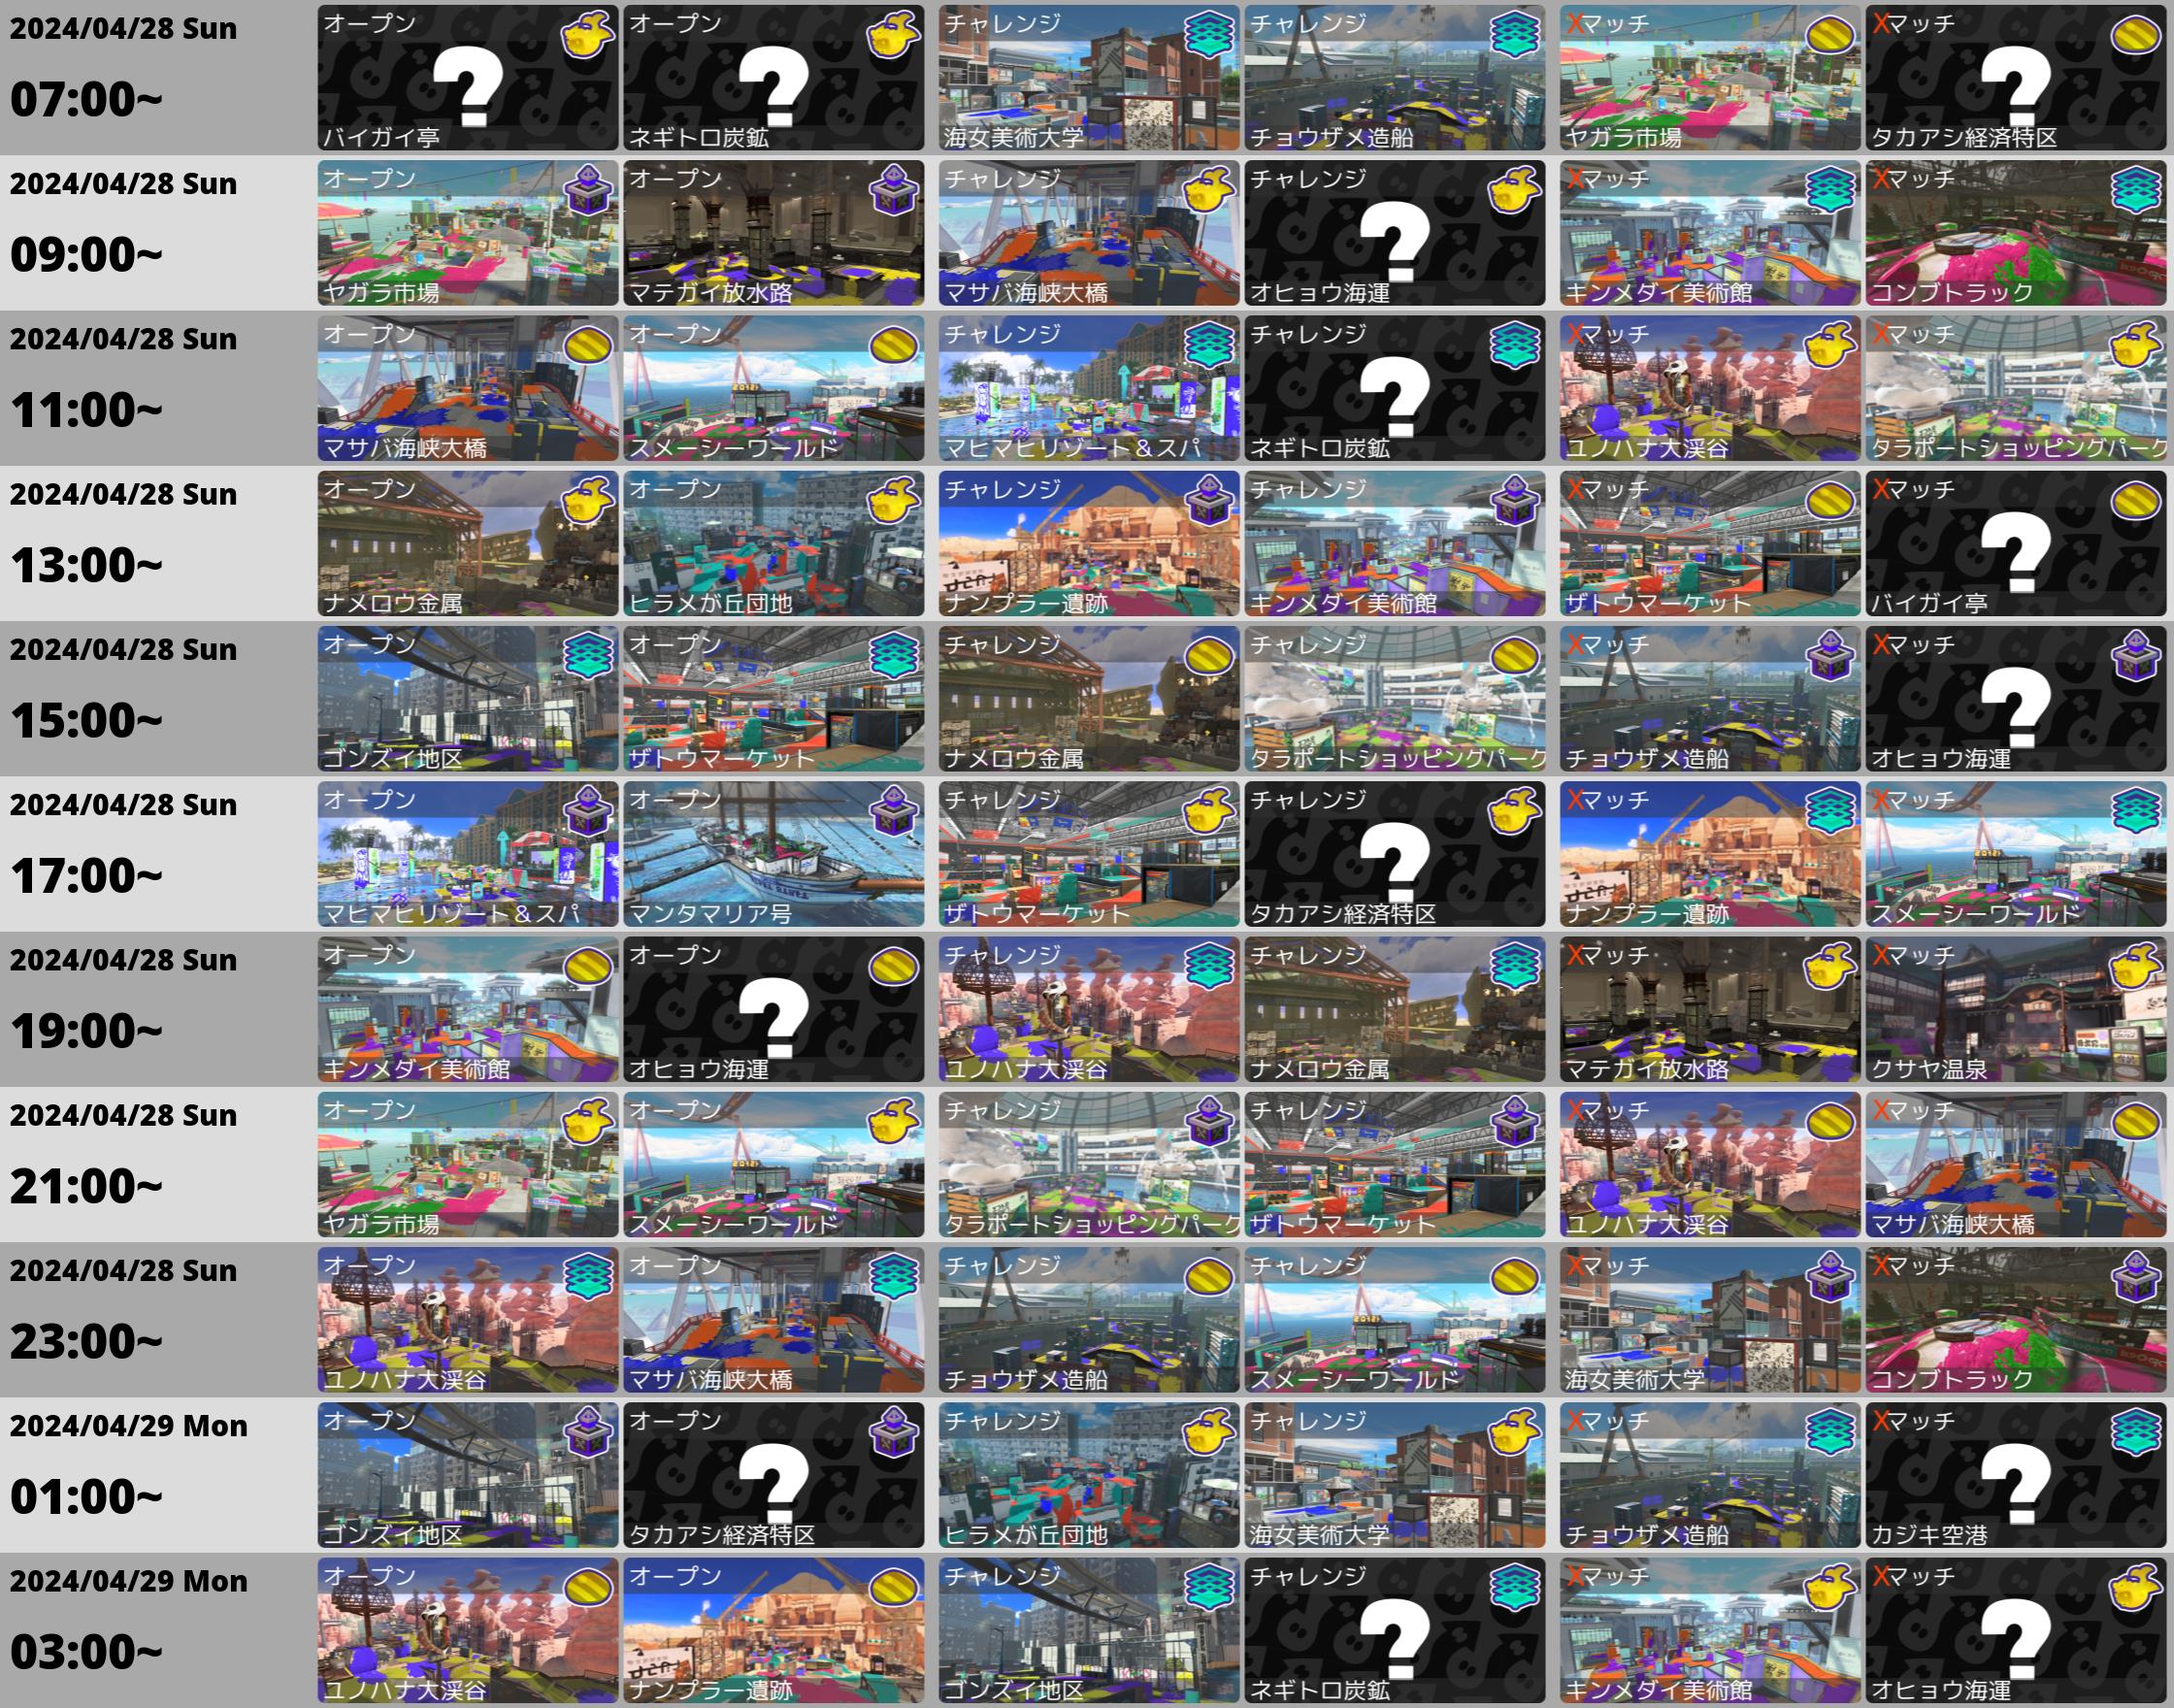 2024/04/28 Sun
07:00~
オープン
バイガイ亭
オープン
ネギトロ炭鉱
チャレンジ
海女美術大学
チャレンジ
チョウザメ造船
Xマッチ
ヤガラ市場
Xマッチ
タカアシ経済特区
2024/04/28 Sun
09:00~
オープン
ヤガラ市場
オープン
マテガイ放水路
チャレンジ
マサバ海峡大橋
チャレンジ
オヒョウ海運
Xマッチ
キンメダイ美術館
Xマッチ
コンブトラック
2024/04/28 Sun
11:00~
オープン
マサバ海峡大橋
オープン
スメーシーワールド
チャレンジ
マヒマヒリゾート＆スパ
チャレンジ
ネギトロ炭鉱
Xマッチ
ユノハナ大渓谷
Xマッチ
タラポートショッピングパーク
2024/04/28 Sun
13:00~
オープン
ナメロウ金属
オープン
ヒラメが丘団地
チャレンジ
ナンプラー遺跡
チャレンジ
キンメダイ美術館
Xマッチ
ザトウマーケット
Xマッチ
バイガイ亭
2024/04/28 Sun
15:00~
オープン
ゴンズイ地区
オープン
ザトウマーケット
チャレンジ
ナメロウ金属
チャレンジ
タラポートショッピングパーク
Xマッチ
チョウザメ造船
Xマッチ
オヒョウ海運
2024/04/28 Sun
17:00~
オープン
マヒマヒリゾート＆スパ
オープン
マンタマリア号
チャレンジ
ザトウマーケット
チャレンジ
タカアシ経済特区
Xマッチ
ナンプラー遺跡
Xマッチ
スメーシーワールド
2024/04/28 Sun
19:00~
オープン
キンメダイ美術館
オープン
オヒョウ海運
チャレンジ
ユノハナ大渓谷
チャレンジ
ナメロウ金属
Xマッチ
マテガイ放水路
Xマッチ
クサヤ温泉
2024/04/28 Sun
21:00~
オープン
ヤガラ市場
オープン
スメーシーワールド
チャレンジ
タラポートショッピングパーク
チャレンジ
ザトウマーケット
Xマッチ
ユノハナ大渓谷
Xマッチ
マサバ海峡大橋
2024/04/28 Sun
23:00~
オープン
ユノハナ大渓谷
オープン
マサバ海峡大橋
チャレンジ
チョウザメ造船
チャレンジ
スメーシーワールド
Xマッチ
海女美術大学
Xマッチ
コンブトラック
2024/04/29 Mon
01:00~
オープン
ゴンズイ地区
オープン
タカアシ経済特区
チャレンジ
ヒラメが丘団地
チャレンジ
海女美術大学
Xマッチ
チョウザメ造船
Xマッチ
カジキ空港
2024/04/29 Mon
03:00~
オープン
ユノハナ大渓谷
オープン
ナンプラー遺跡
チャレンジ
ゴンズイ地区
チャレンジ
ネギトロ炭鉱
Xマッチ
キンメダイ美術館
Xマッチ
オヒョウ海運